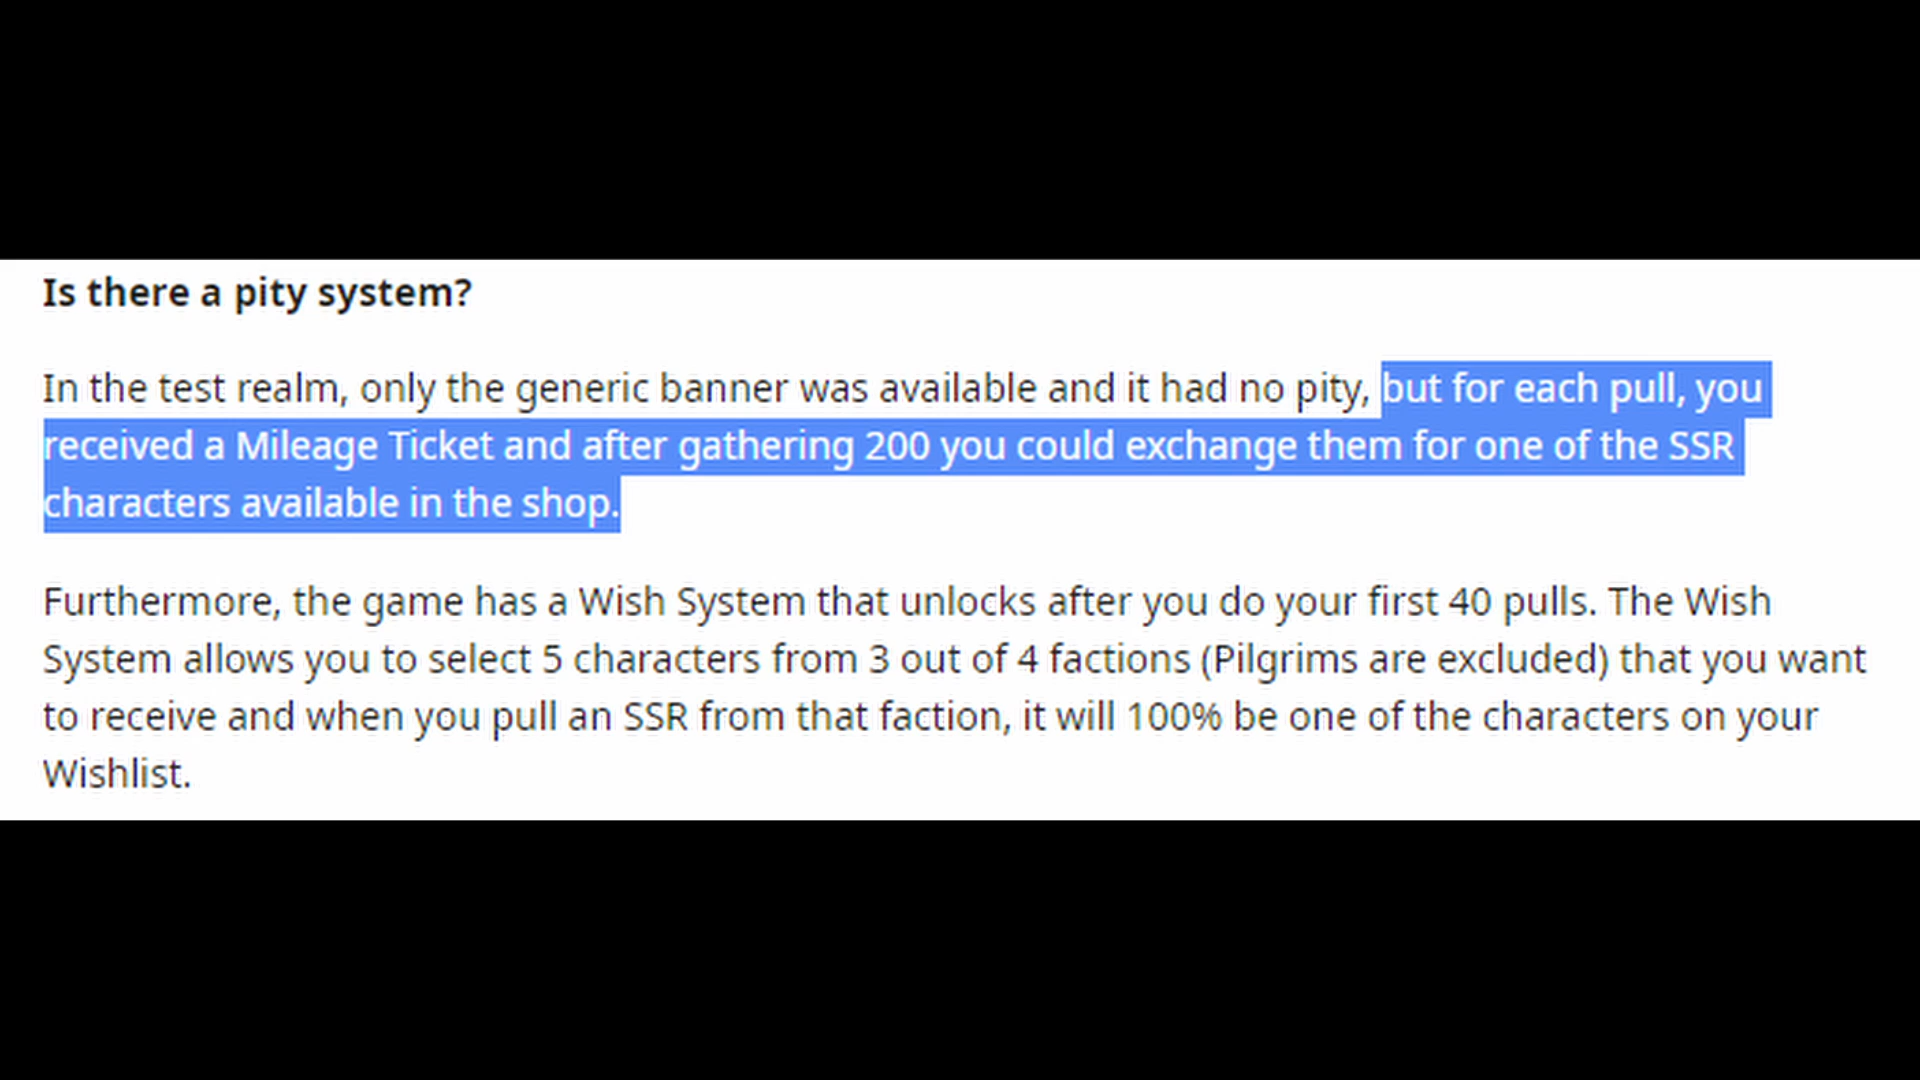 Is there a pity system?
In the test realm, only the generic banner was available and it had no pity, but for each pull, you
received a Mileage Ticket and after gathering 200 you could exchange them for one of the SSR
characters available in the shop.
Furthermore, the game has a Wish System that unlocks after you do your first 40 pulls. The Wish
System allows you to select 5 characters from 3 out of 4 factions (Pilgrims are excluded) that you want
to receive and when you pull an SSR from that faction, it will 100% be one of the characters on your
Wishlist.